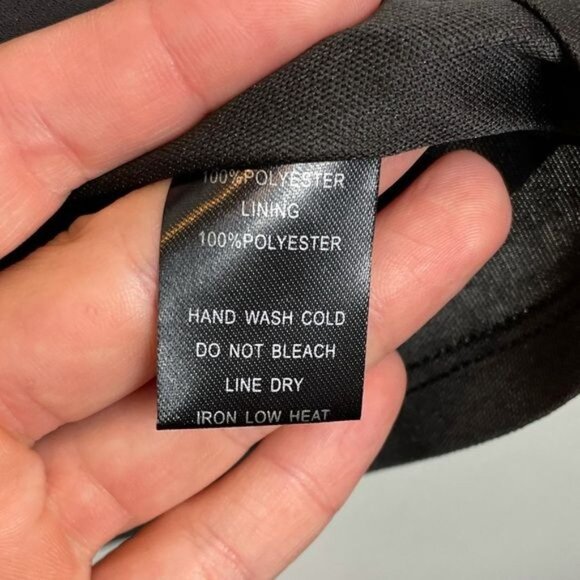 100%POLYESTER
LINING
100%POLYESTER
HAND WASH COLD
DO NOT BLEACH
LINE DRY
IRON LOW HEAT